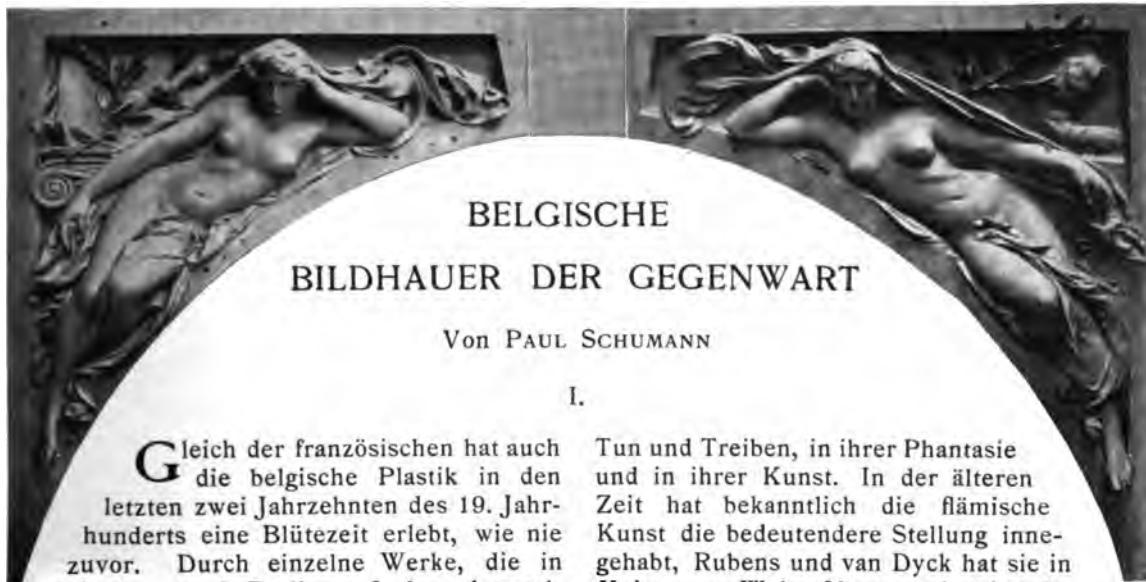 BELGISCHE
BILDHAUER DER GEGENWART
Von PAUL SCHUMANN
I.
Gleich der französischen hat auch
die belgische Plastik in den
letzten zwei Jahrzehnten des 19. Jahr-
hunderts eine Blütezeit erlebt, wie nie
zuvor. Durch einzelne Werke, die in
Tun und Treiben, in ihrer Phantasie
und in ihrer Kunst. In der älteren
Zeit hat bekanntlich die flämische
Kunst die bedeutendere Stellung inne-
gehabt, Rubens und van Dyck hat sie in